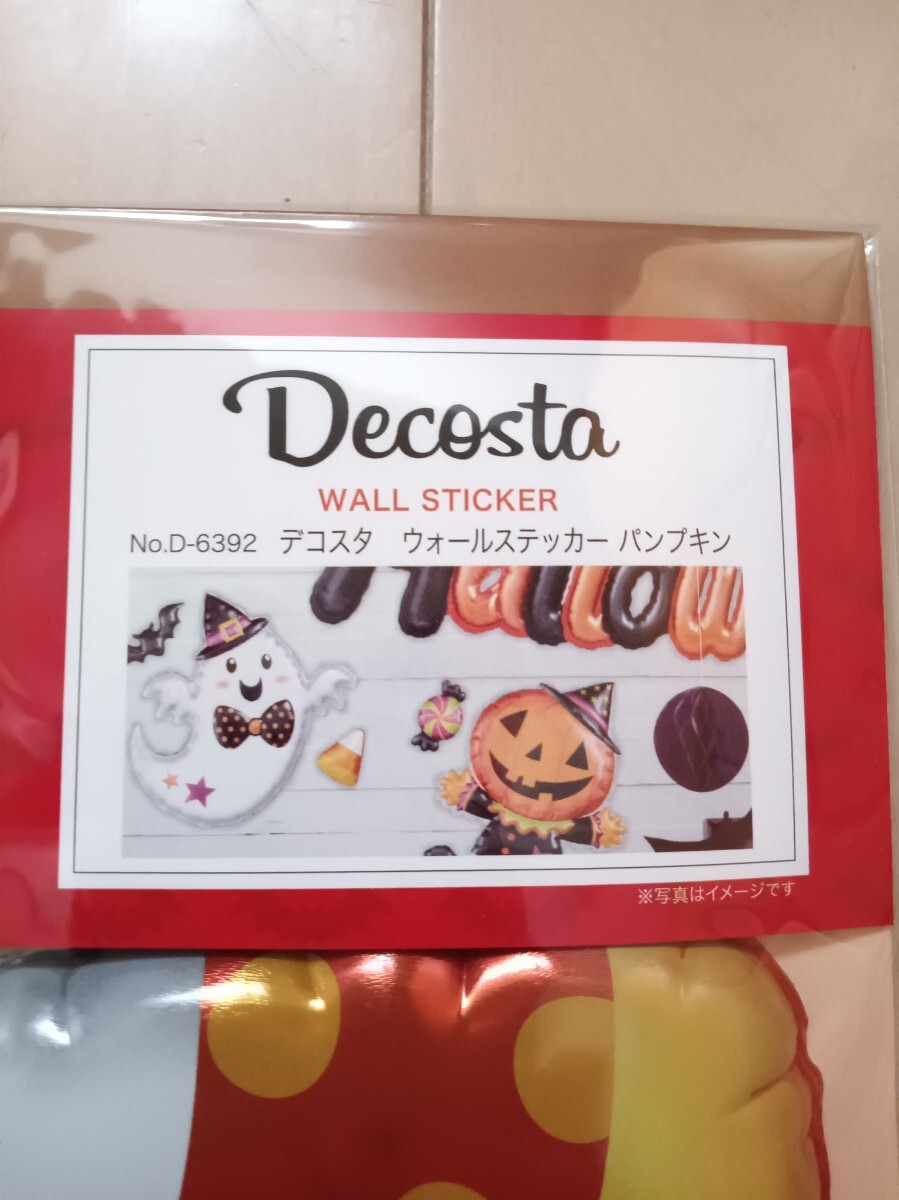 Decosta
WALL STICKER
No.D-6392 デコスタ ウォールステッカー パンプキン
Hallow
※写真はイメージです